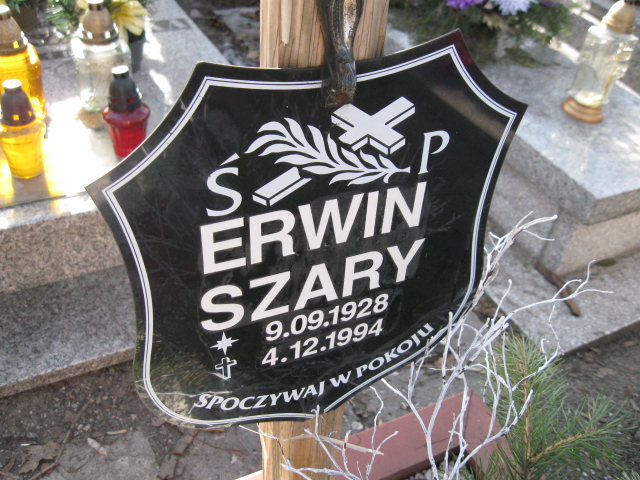 Ś P
ERWIN
SZARY
9.09.1928
4.12.1994
SPOCZYWAJ W POKOJU